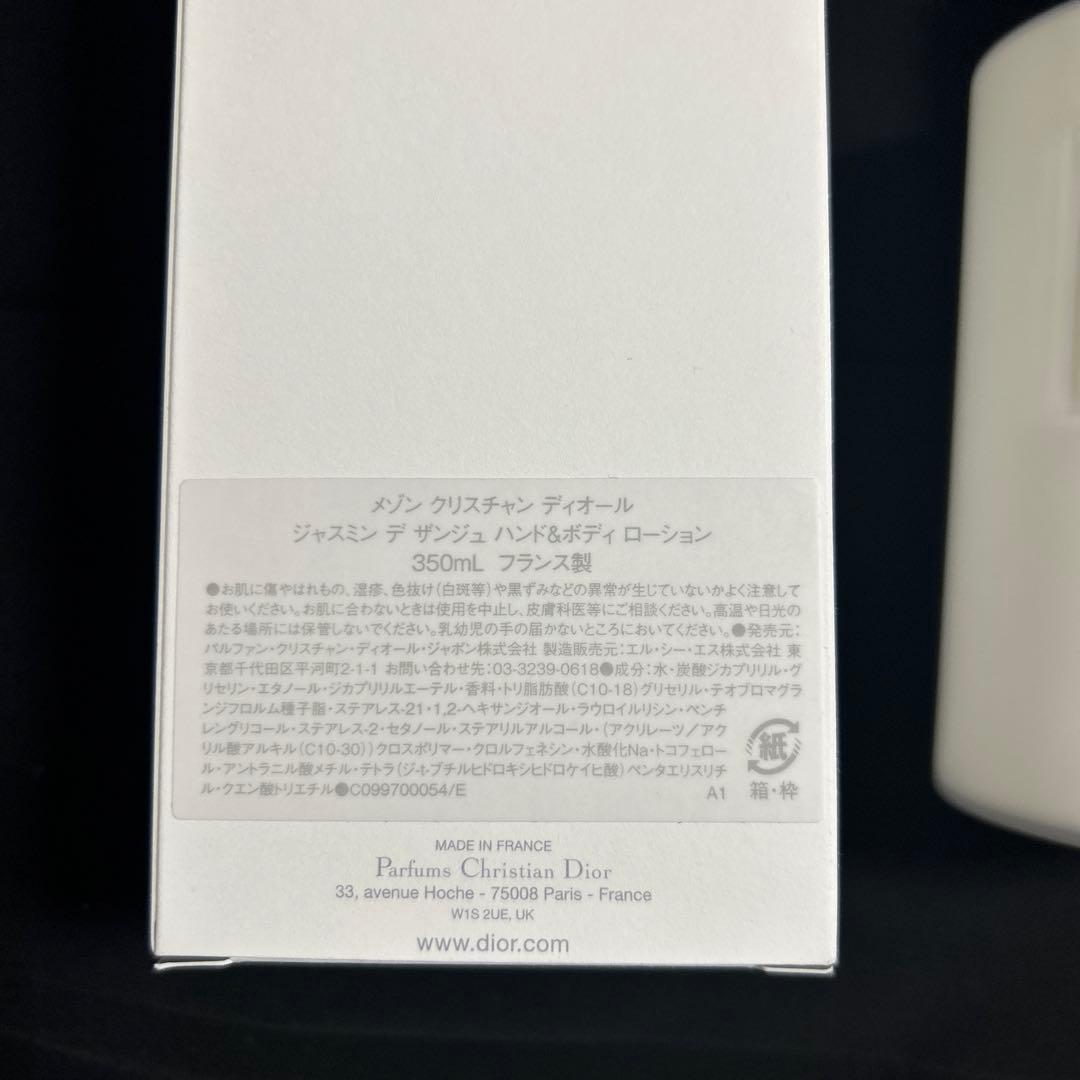 メゾン クリスチャン ディオール
ジャスミン デ ザンジュ ハンド&ボディ ローション
350mL フランス製
●お肌に傷やはれもの、湿疹、色抜け(白斑等)や黒ずみなどの異常が生じていないかよく注意して
お使いください。お肌に合わないときは使用を中止し、皮膚科医等にご相談ください。高温や日光の
あたる場所には保管しないでください。乳幼児の手の届かないところにおいてください。●発売元:
パルファン・クリスチャン・ディオール・ジャポン株式会社 製造販売元:エル・シー・エス株式会社 東
京都千代田区平河町2-1-1 お問い合わせ先:03-3239-0618●成分:水・炭酸ジカプリリル・グ
リセリン・エタノール・ジカプリリルエーテル・香料・トリ脂肪酸(C10-18)グリセリル・テオブロマグラ
ンジフロルム種子脂・ステアレス-21・1,2-ヘキサンジオール・ラウロイルリシン・ペンチ
レングリコール・ステアレス-2・セタノール・ステアリルアルコール・(アクリレーツ/アク
リル酸アルキル(C10-30))クロスポリマー・クロルフェネシン・水酸化Na・トコフェロー
ル・アントラニル酸メチル・テトラ(ジ-t-ブチルヒドロキシヒドロケイヒ酸)ペンタエリスリチ
ル・クエン酸トリエチル●C099700054/E
A1
紙
箱・枠
MADE IN FRANCE
Parfums Christian Dior
33, avenue Hoche - 75008 Paris - France
W1S 2UE, UK
www.dior.com